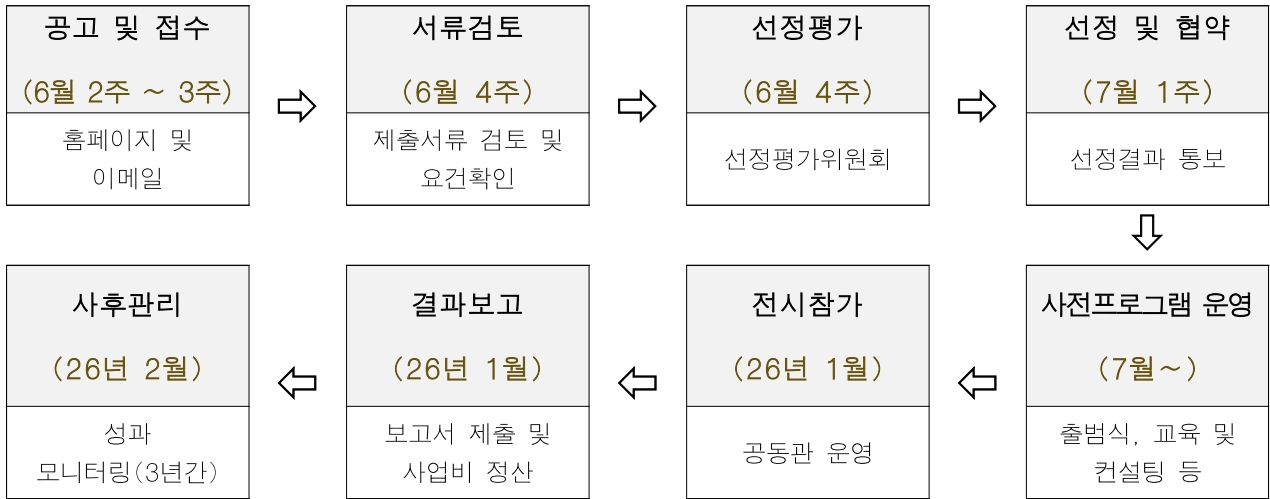 공고 및 접수
(6월 2주 ~ 3주)
홈페이지 및
이메일
서류검토
(6월 4주)
제출서류 검토 및
요건확인
선정평가
(6월 4주)
선정평가위원회
선정 및 협약
(7월 1주)
선정결과 통보
사전프로그램 운영
(7월~)
출범식, 교육 및
컨설팅 등
전시참가
(26년 1월)
공동관 운영
결과보고
(26년 1월)
보고서 제출 및
사업비 정산
사후관리
(26년 2월)
성과
모니터링(3년간)